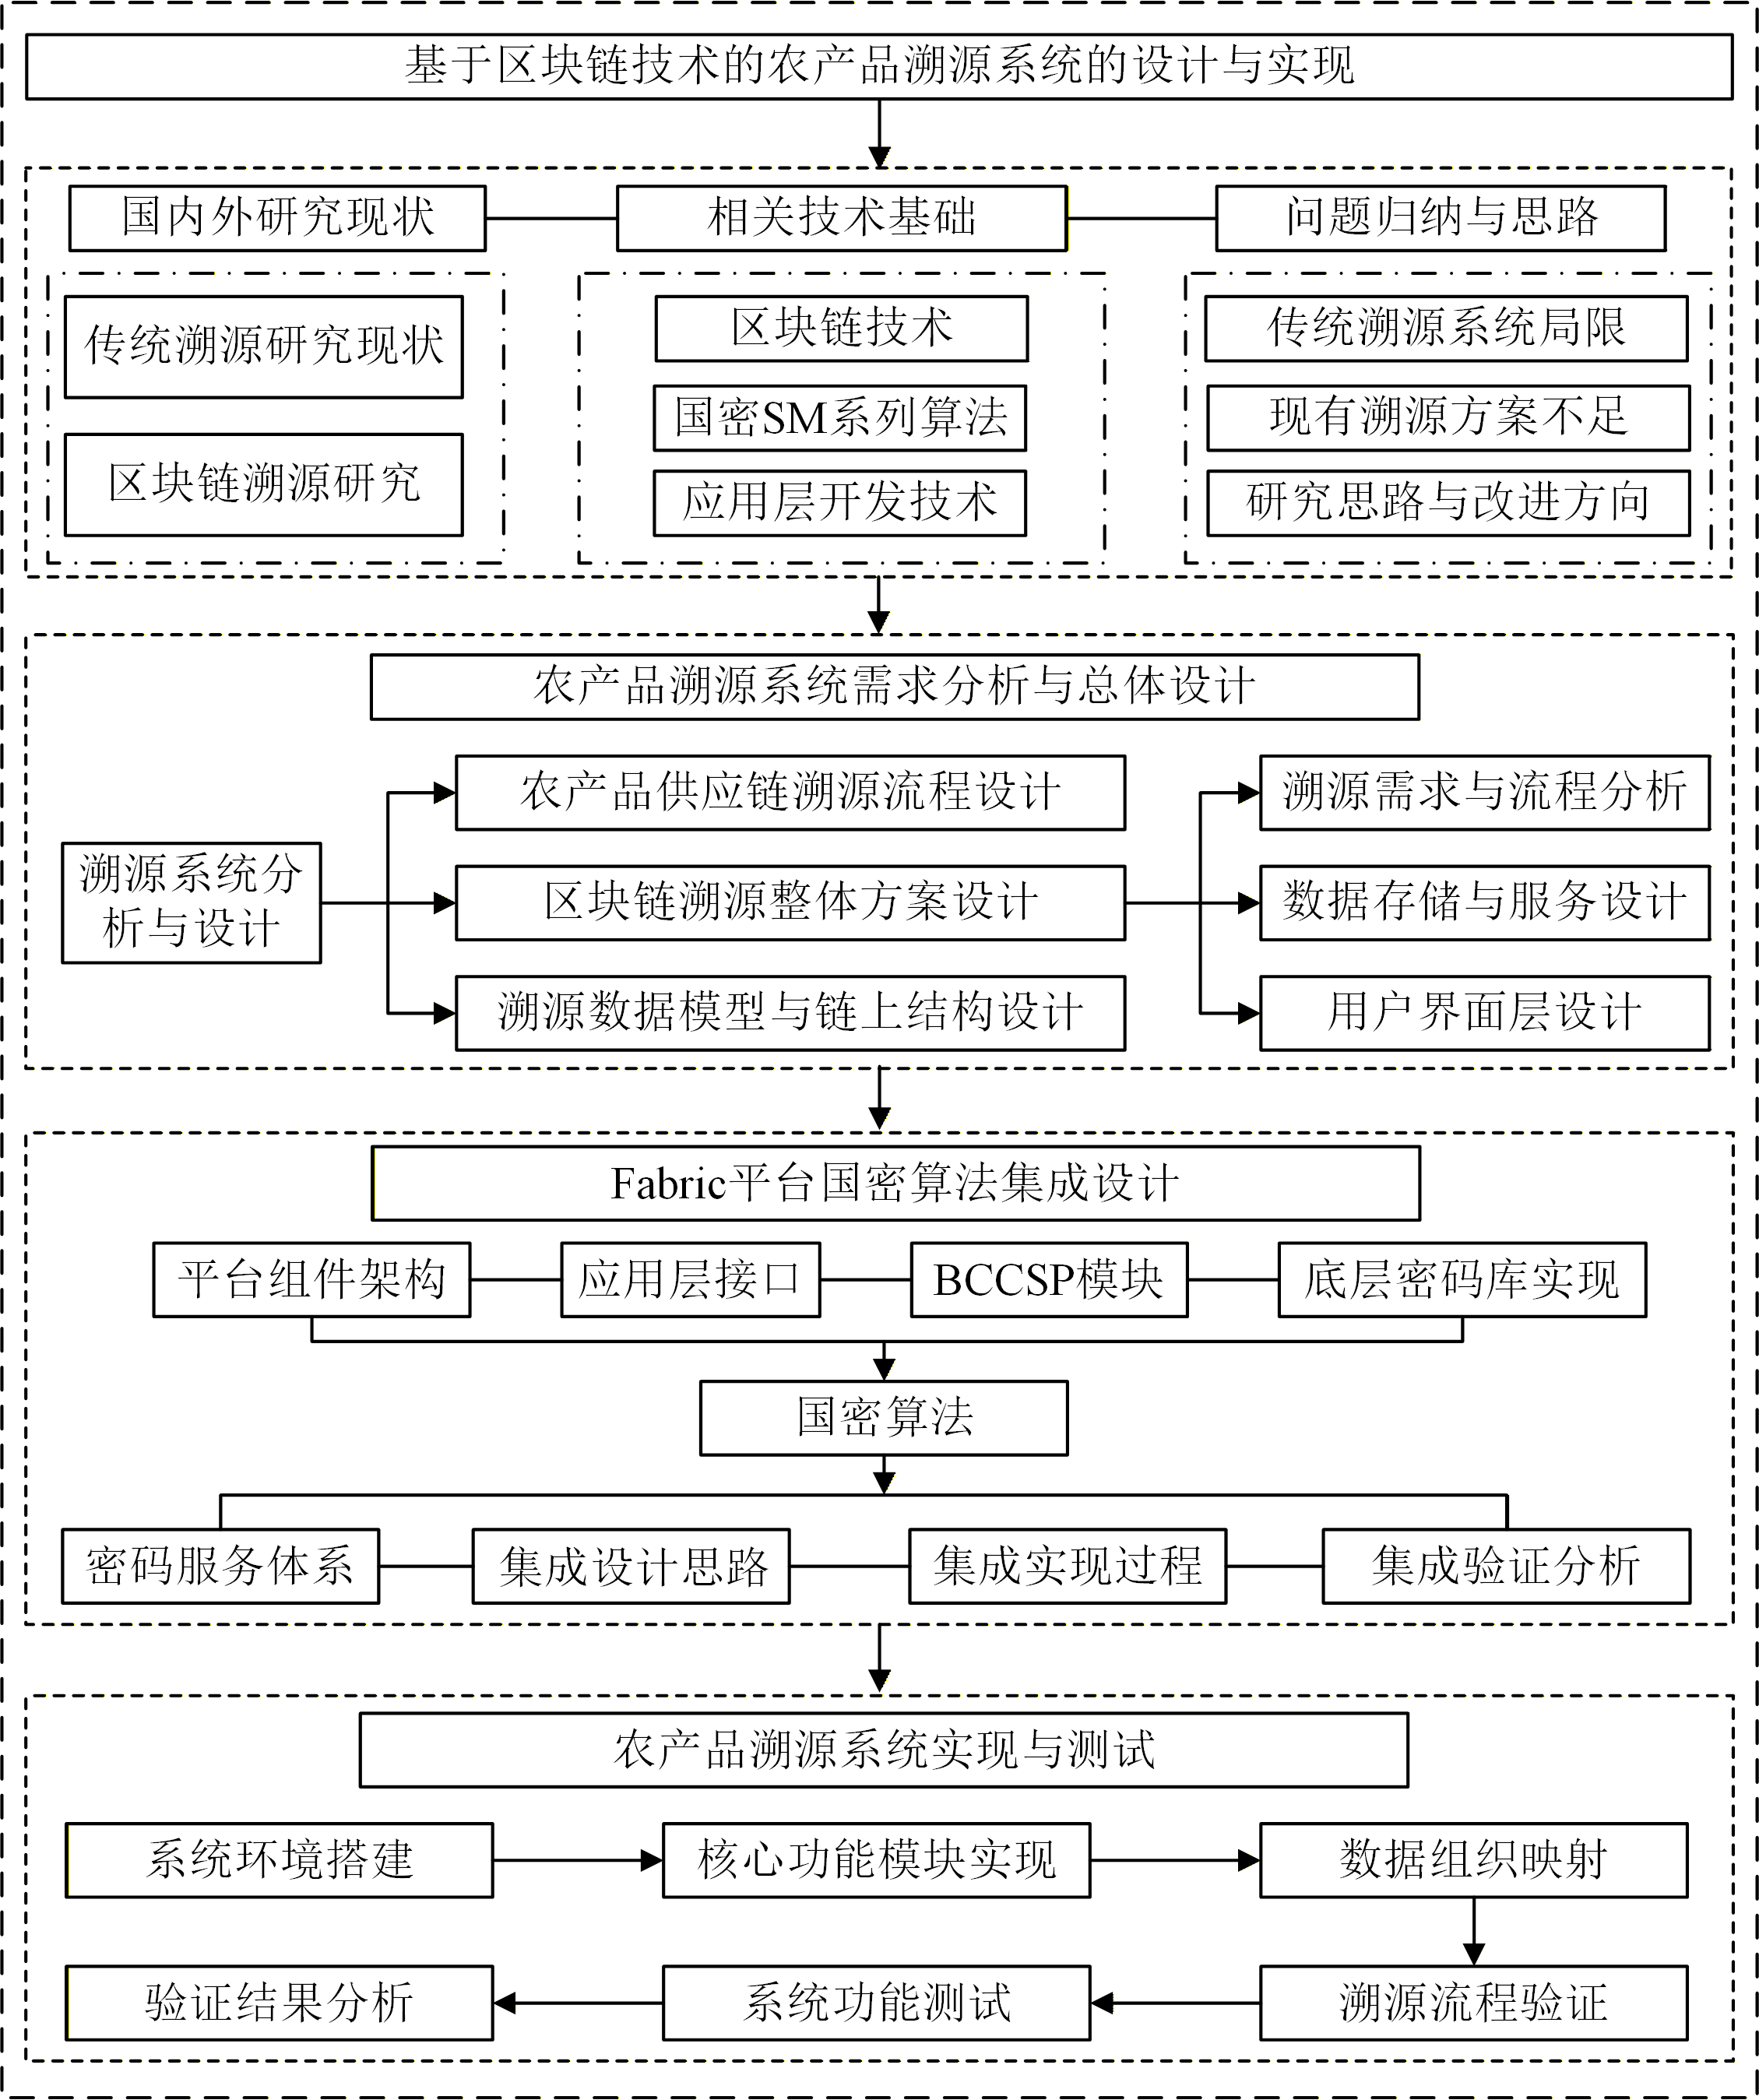 基于区块链技术的农产品溯源系统的设计与实现
国内外研究现状
相关技术基础
问题归纳与思路
传统溯源研究现状
区块链溯源研究
区块链技术
国密SM系列算法
应用层开发技术
传统溯源系统局限
现有溯源方案不足
研究思路与改进方向
农产品溯源系统需求分析与总体设计
溯源系统分
析与设计
农产品供应链溯源流程设计
区块链溯源整体方案设计
溯源数据模型与链上结构设计
溯源需求与流程分析
数据存储与服务设计
用户界面层设计
Fabric平台国密算法集成设计
平台组件架构
应用层接口
BCCSP模块
底层密码库实现
国密算法
密码服务体系
集成设计思路
集成实现过程
集成验证分析
农产品溯源系统实现与测试
系统环境搭建
核心功能模块实现
数据组织映射
验证结果分析
系统功能测试
溯源流程验证